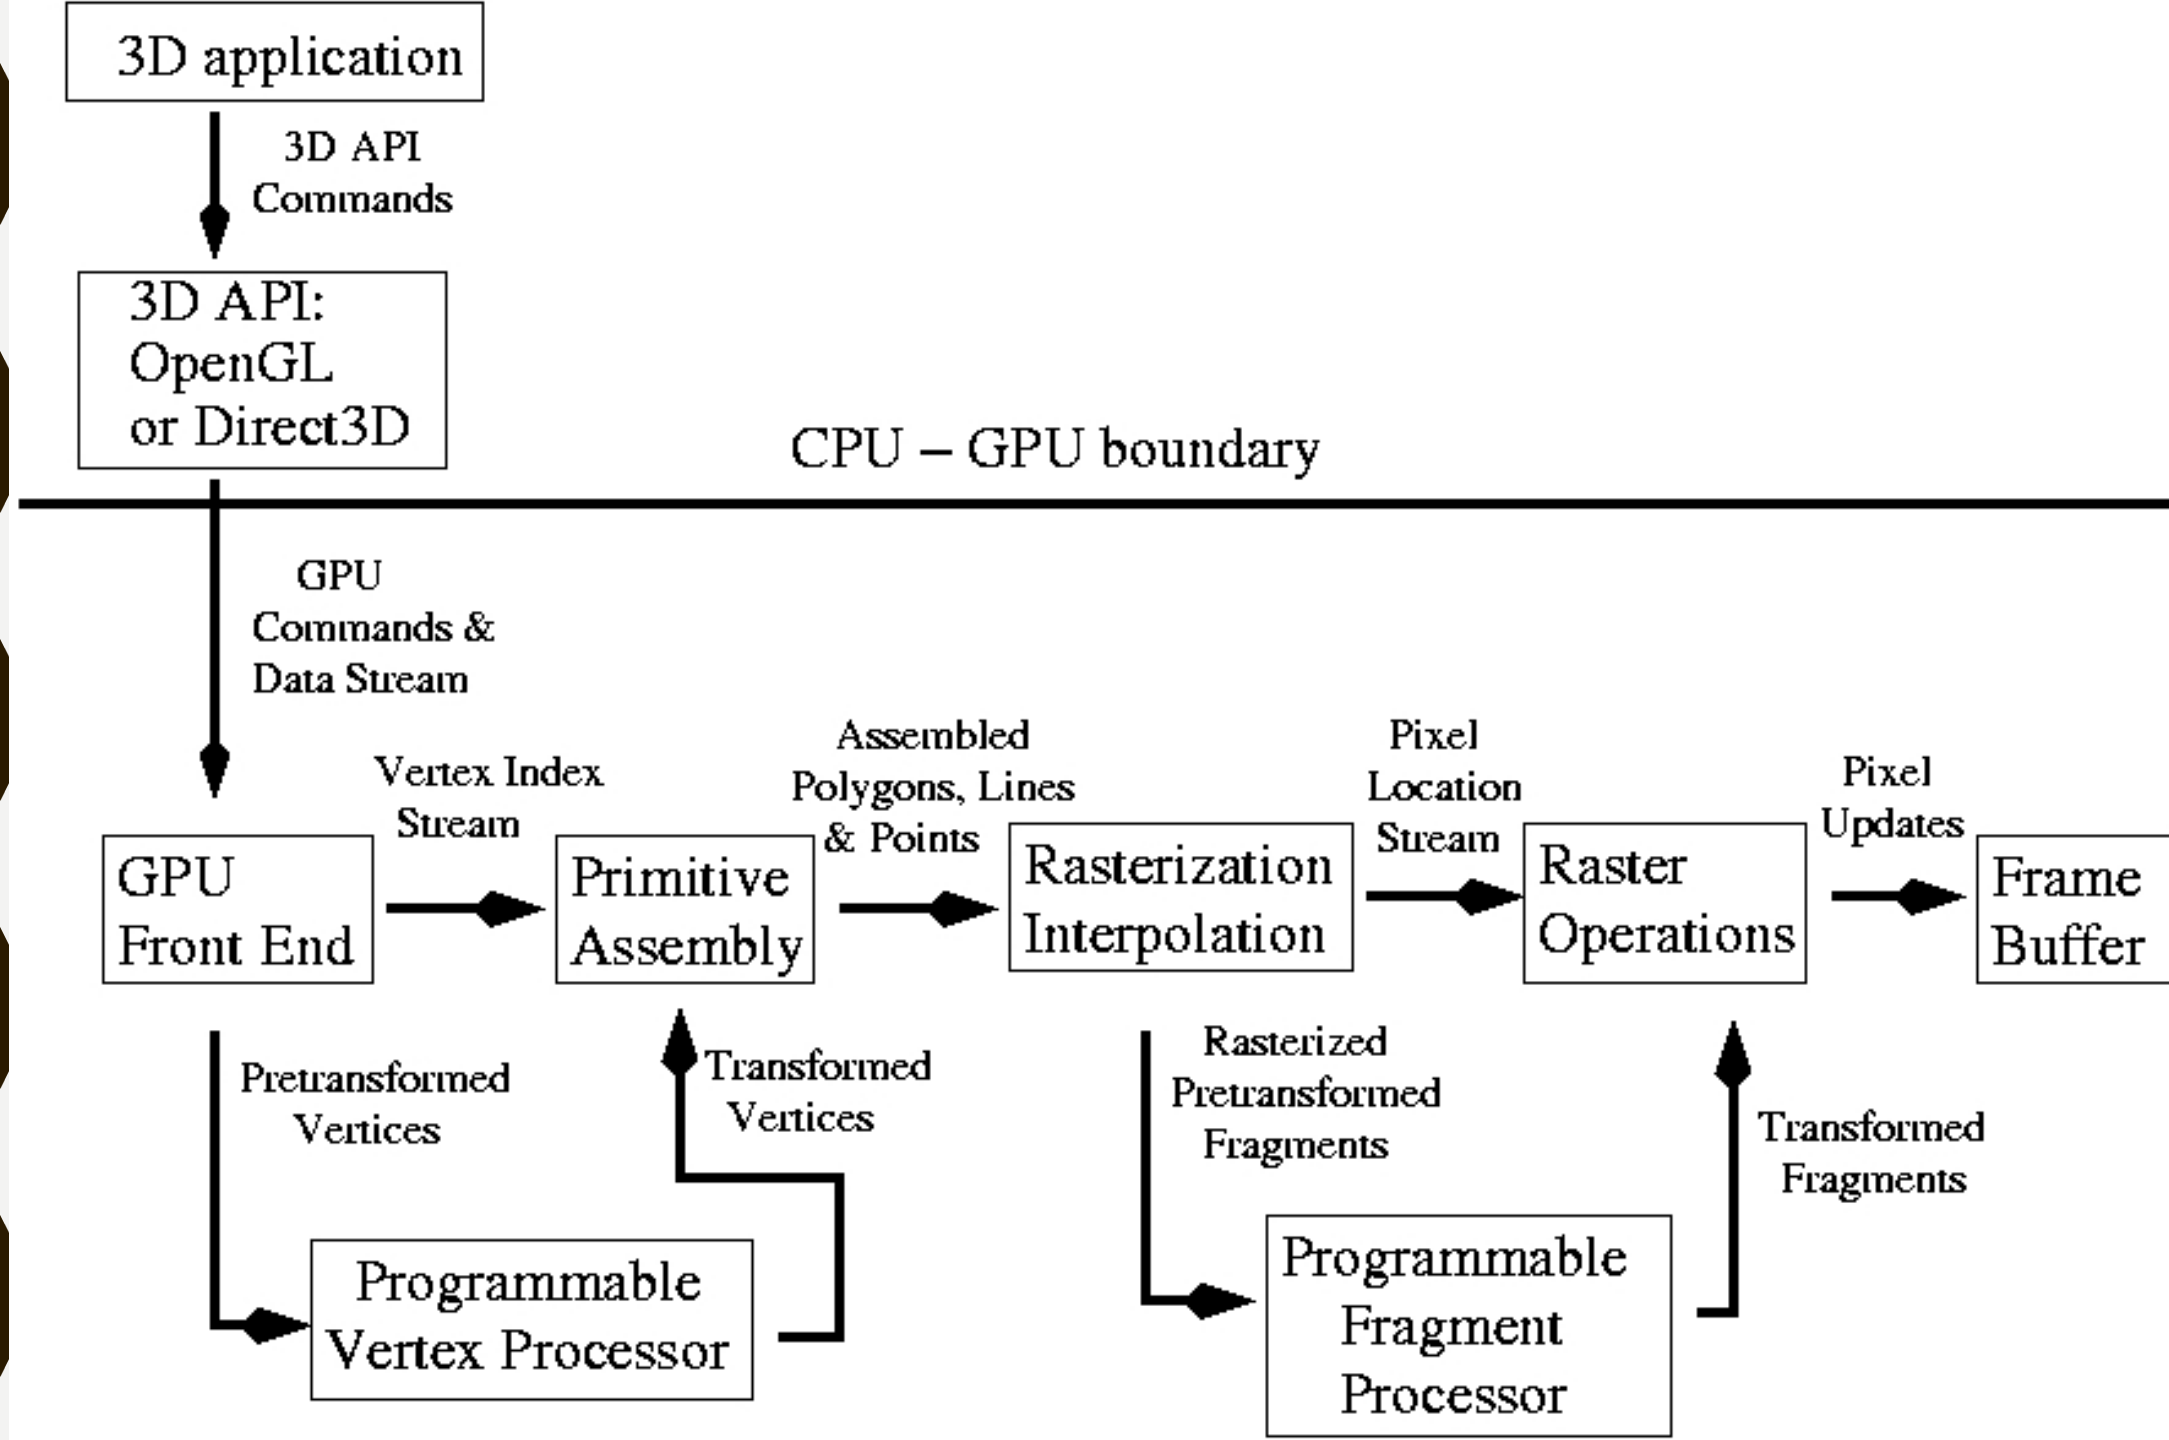 3D application
3D API
Commands
3D API:
OpenGL
or Direct3D
CPU – GPU boundary
GPU
Commands &
Data Stream
Vertex Index
Stream
Assembled
Polygons, Lines
& Points
Pixel
Location
Stream
Pixel
Updates
GPU
Front End
Primitive
Assembly
Rasterization
Interpolation
Raster
Operations
Frame
Buffer
Pretransformed
Vertices
Transformed
Vertices
Rasterized
Pretransformed
Fragments
Transformed
Fragments
Programmable
Vertex Processor
Programmable
Fragment
Processor